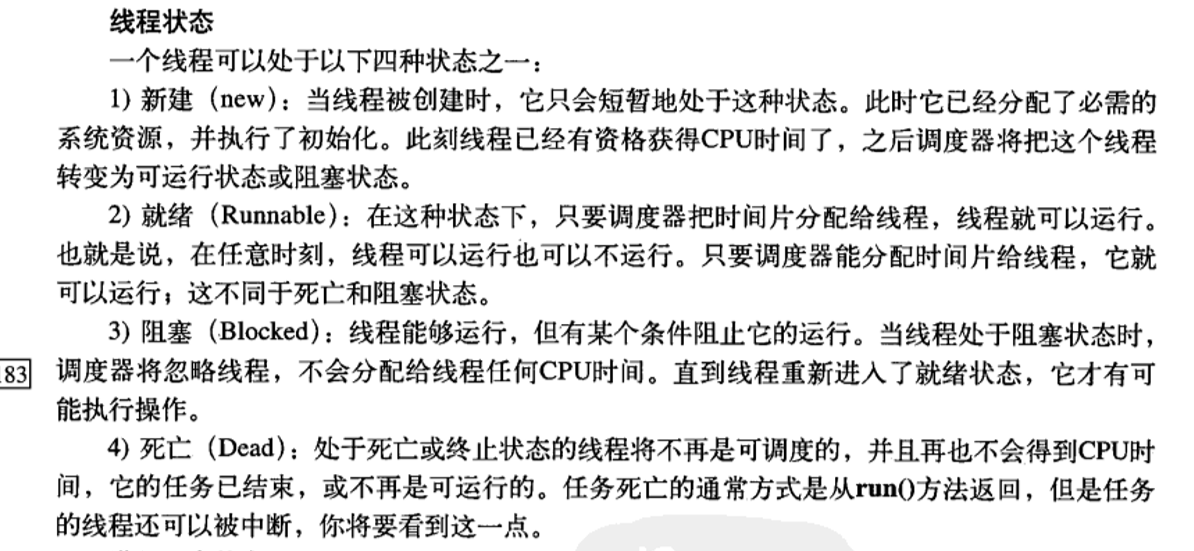 线程状态
一个线程可以处于以下四种状态之一：
1) 新建（new）：当线程被创建时，它只会短暂地处于这种状态。此时它已经分配了必需的
系统资源，并执行了初始化。此刻线程已经有资格获得CPU时间了，之后调度器将把这个线程
转变为可运行状态或阻塞状态。
2) 就绪（Runnable）：在这种状态下，只要调度器把时间片分配给线程，线程就可以运行。
也就是说，在任意时刻，线程可以运行也可以不运行。只要调度器能分配时间片给线程，它就
可以运行；这不同于死亡和阻塞状态。
3) 阻塞（Blocked）：线程能够运行，但有某个条件阻止它的运行。当线程处于阻塞状态时，
183 调度器将忽略线程，不会分配给线程任何CPU时间。直到线程重新进入了就绪状态，它才有可
能执行操作。
4) 死亡（Dead）：处于死亡或终止状态的线程将不再是可调度的，并且再也不会得到CPU时
间，它的任务已结束，或不再是可运行的。任务死亡的通常方式是从run()方法返回，但是任务
的线程还可以被中断，你将要看到这一点。